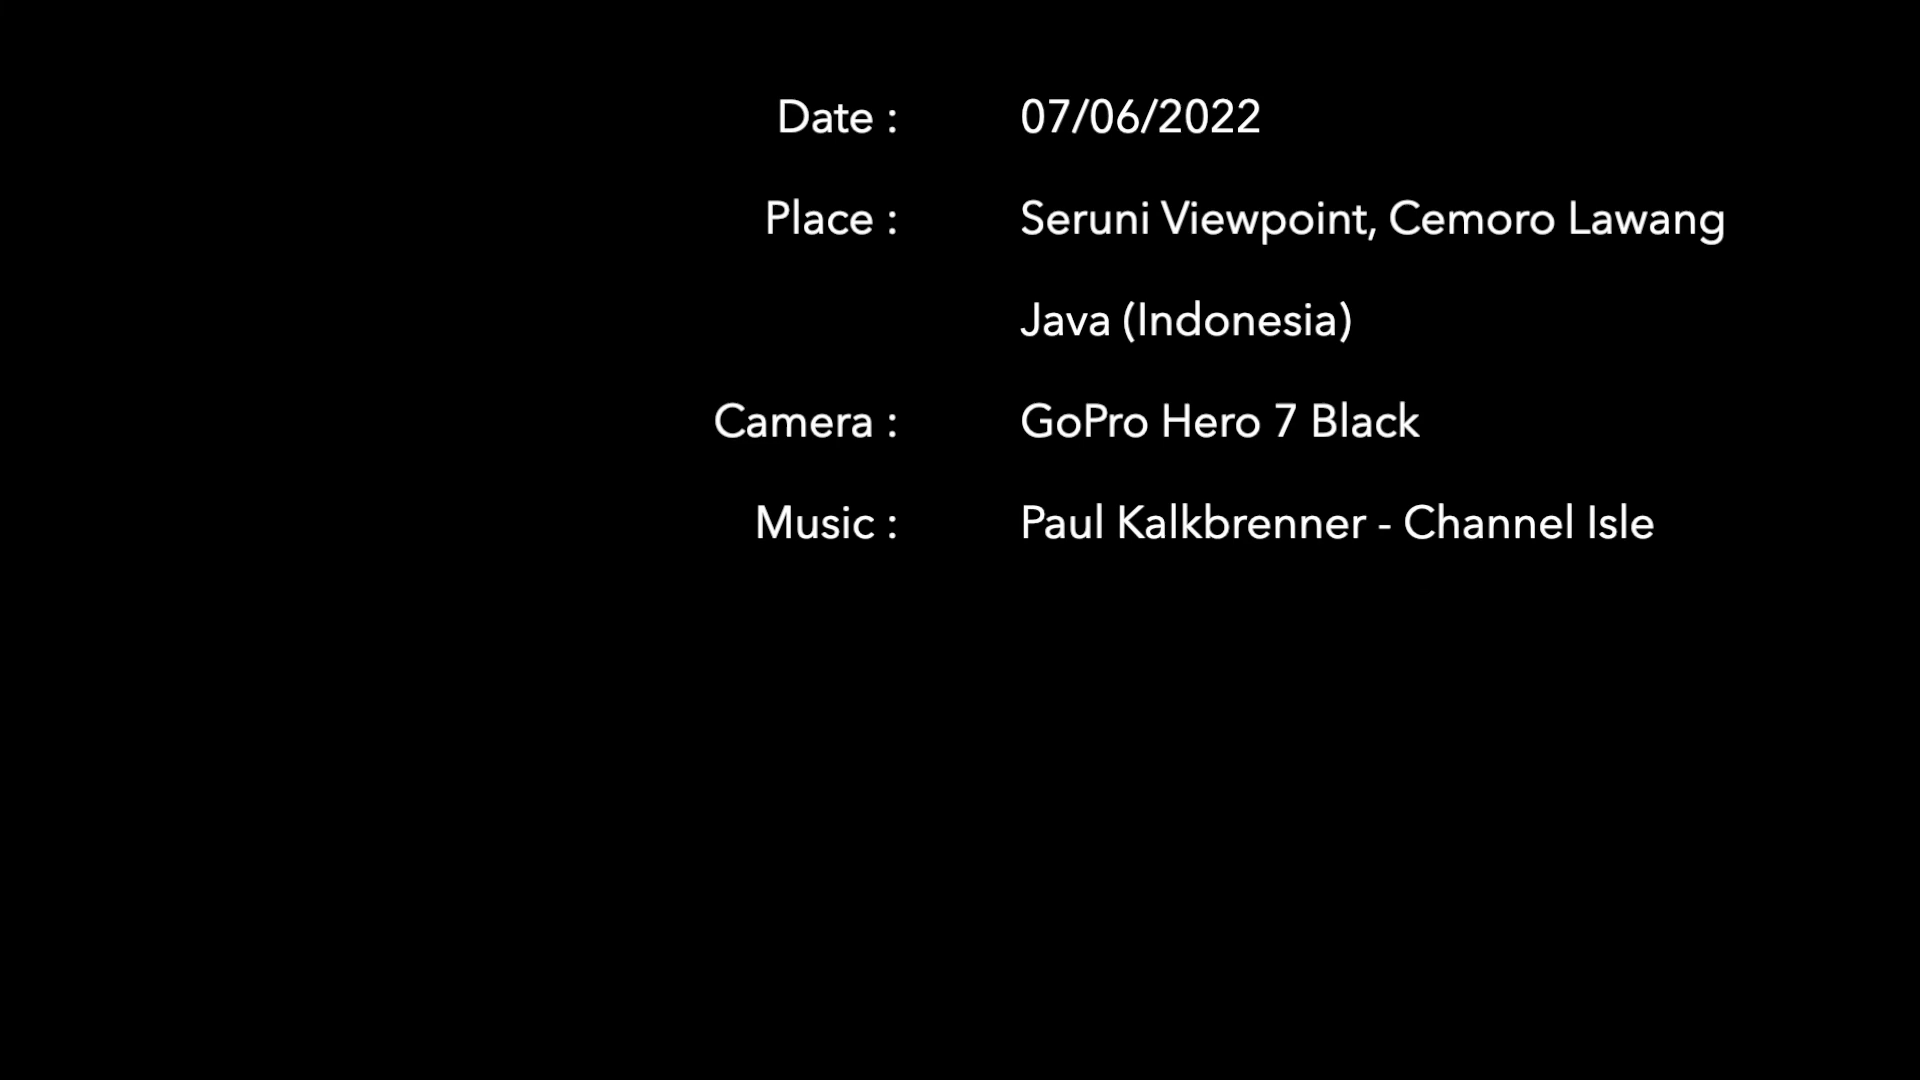 Date : 07/06/2022
Place : Seruni Viewpoint, Cemoro Lawang
Java (Indonesia)
Camera : GoPro Hero 7 Black
Music : Paul Kalkbrenner - Channel Isle